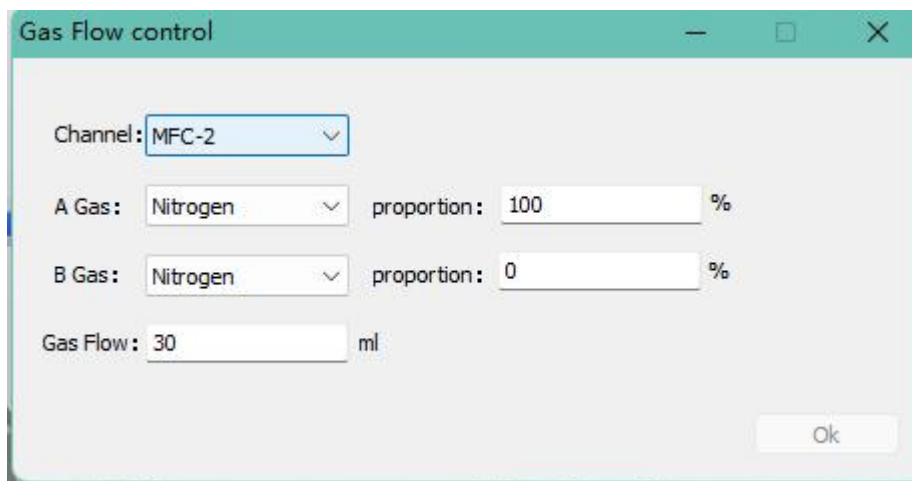 Gas Flow control
Channel: MFC-2
A Gas: Nitrogen proportion: 100 %
B Gas: Nitrogen proportion: 0 %
Gas Flow: 30 ml
Ok